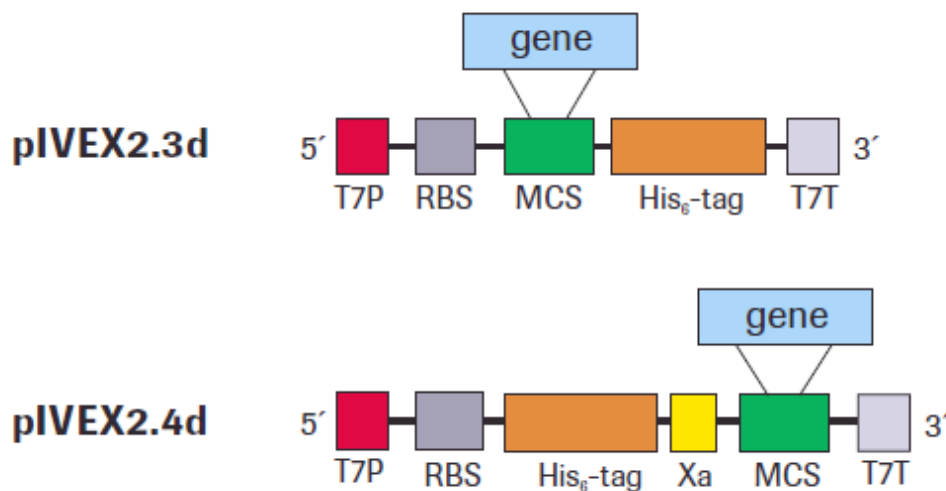 gene
pIVEX2.3d 5´ 3´
T7P RBS MCS His₆-tag T7T
gene
pIVEX2.4d 5´ 3´
T7P RBS His₆-tag Xa MCS T7T